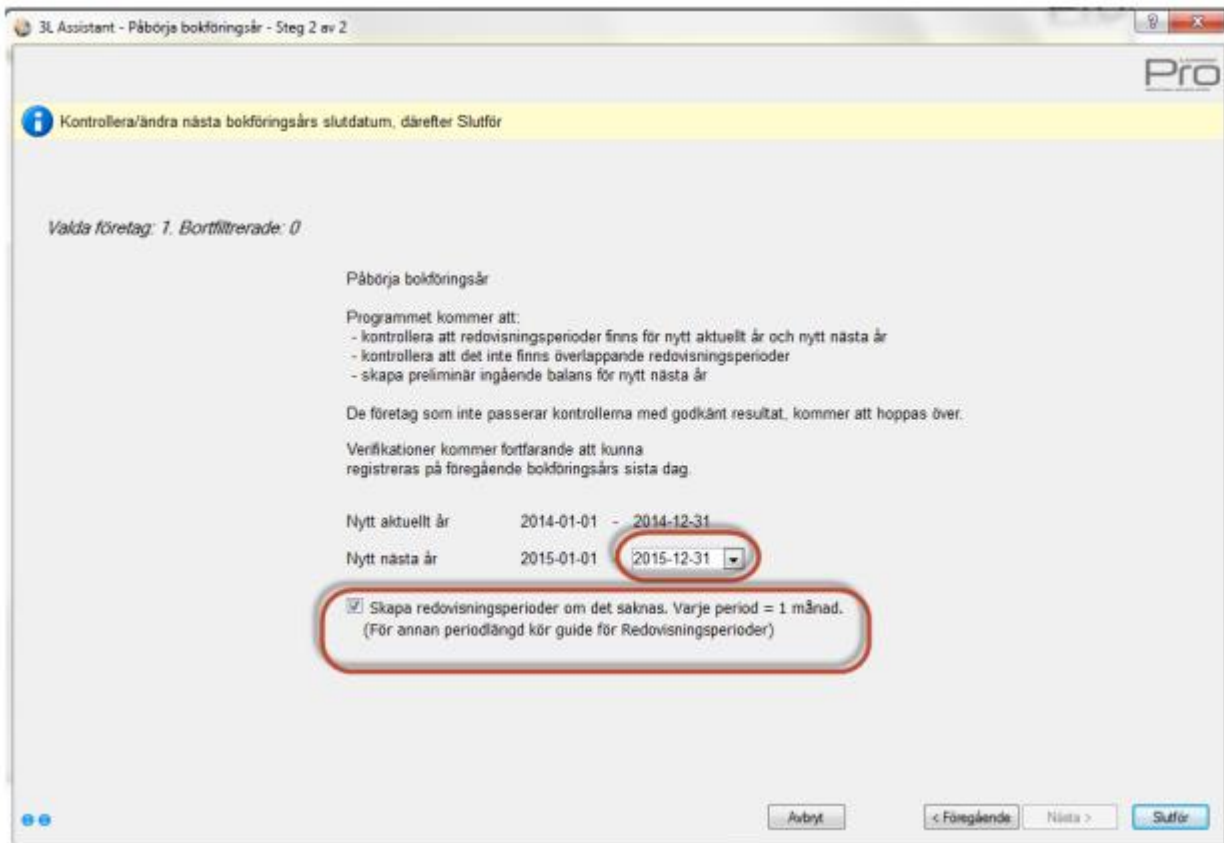 3L Assistant - Påbörja bokföringsår - Steg 2 av 2
Pro
Kontrollera/ändra nästa bokföringsårs slutdatum, därefter Slutför
Valda företag: 1. Bortfiltrerade: 0
Påbörja bokföringsår
Programmet kommer att:
- kontrollera att redovisningsperioder finns för nytt aktuellt år och nytt nästa år
- kontrollera att det inte finns överlappande redovisningsperioder
- skapa preliminär ingående balans för nytt nästa år
De företag som inte passerar kontrollerna med godkänt resultat, kommer att hoppas över.
Verifikationer kommer fortfarande att kunna
registreras på föregående bokföringsårs sista dag.
Nytt aktuellt år 2014-01-01 - 2014-12-31
Nytt nästa år 2015-01-01 2015-12-31
Skapa redovisningsperioder om det saknas. Varje period = 1 månad.
(För annan periodlängd kör guide för Redovisningsperioder)
Avbryt < Föregående Nästa > Slutför